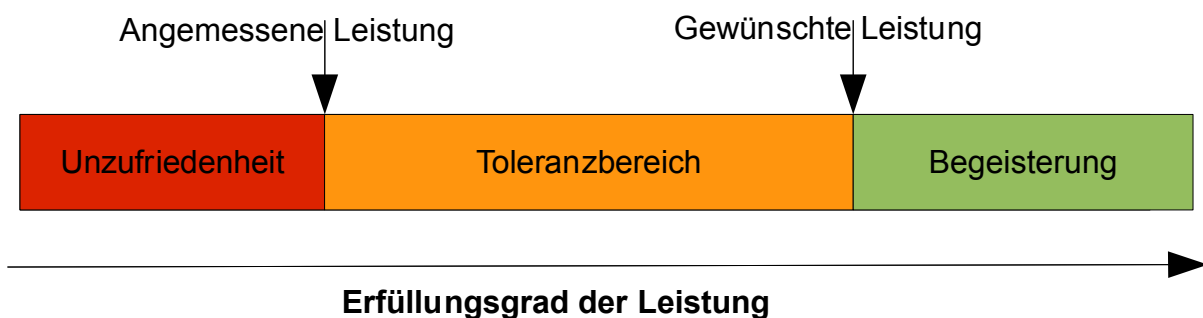 Angemessene Leistung
Gewünschte Leistung
Unzufriedenheit
Toleranzbereich
Begeisterung
Erfüllungsgrad der Leistung